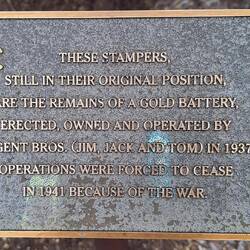 THESE STAMPERS,
STILL IN THEIR ORIGINAL POSITION,
ARE THE REMAINS OF A GOLD BATTERY,
ERECTED, OWNED AND OPERATED BY
GENT BROS. (JIM, JACK AND TOM) IN 1937
OPERATIONS WERE FORCED TO CEASE
IN 1941 BECAUSE OF THE WAR.